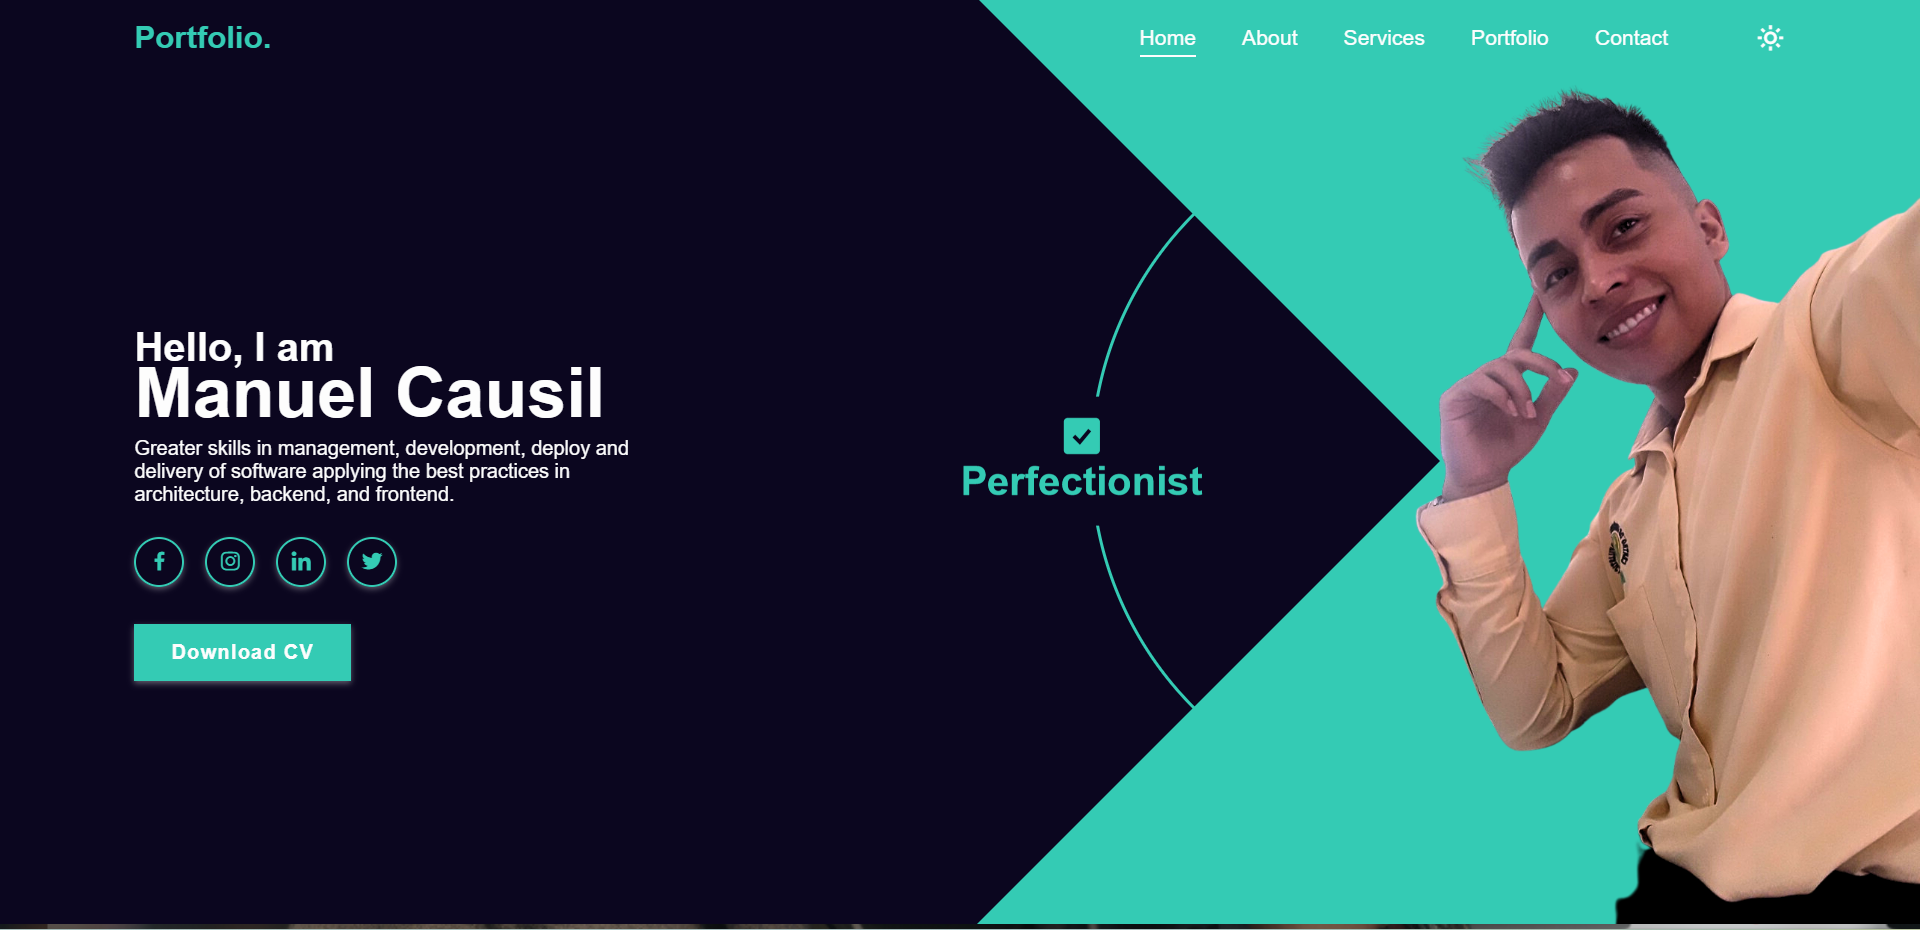 Portfolio.
Home About Services Portfolio Contact
Hello, I am
Manuel Causil
Greater skills in management, development, deploy and
delivery of software applying the best practices in
architecture, backend, and frontend.
Download CV
Perfectionist